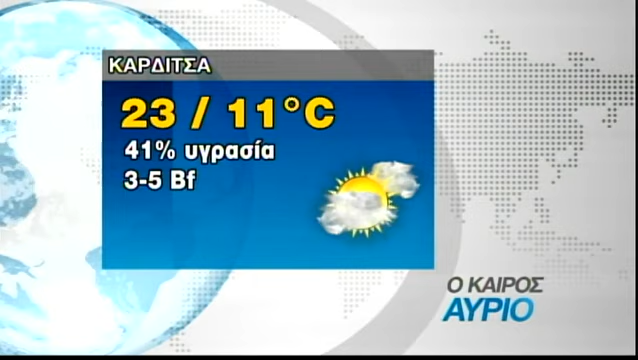 ΚΑΡΔΙΤΣΑ
23 / 11°C
41% υγρασία
3-5 Bf
Ο ΚΑΙΡΟΣ
ΑΥΡΙΟ